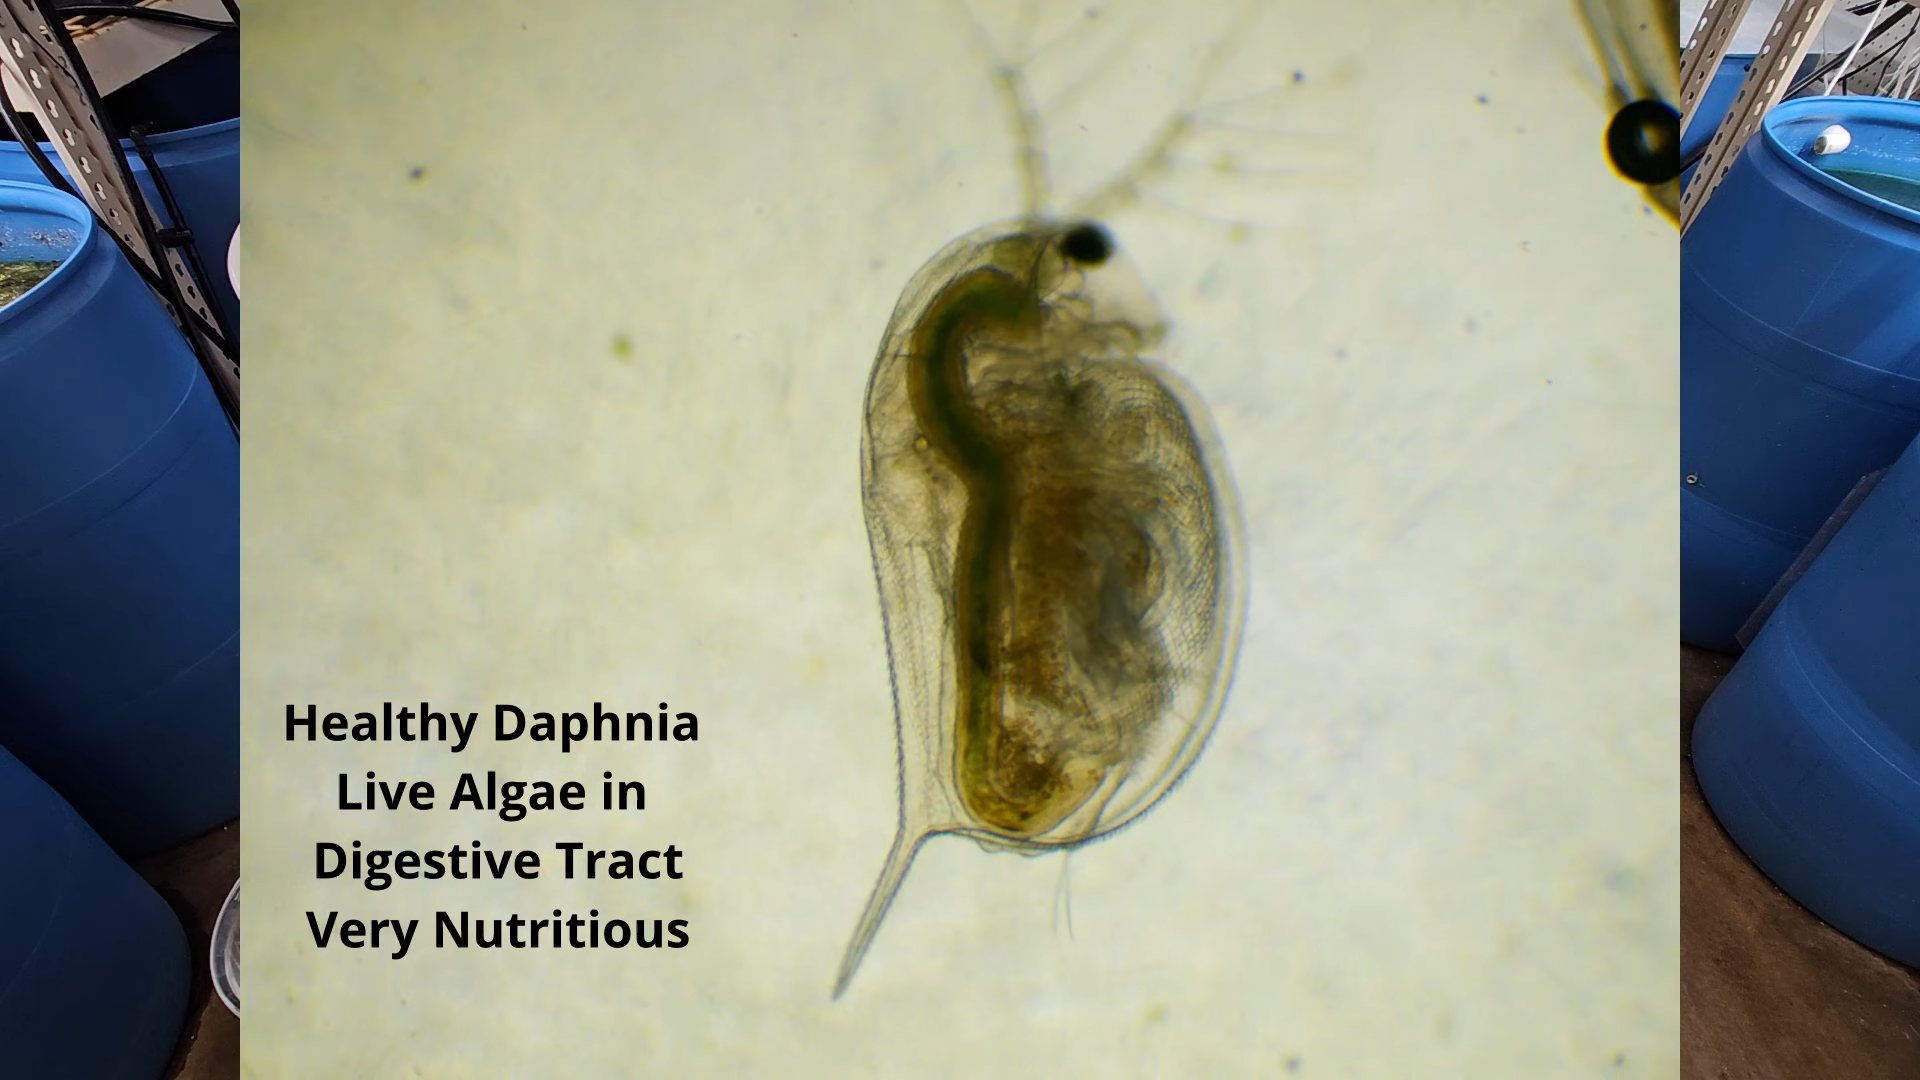 Healthy Daphnia
Live Algae in
Digestive Tract
Very Nutritious